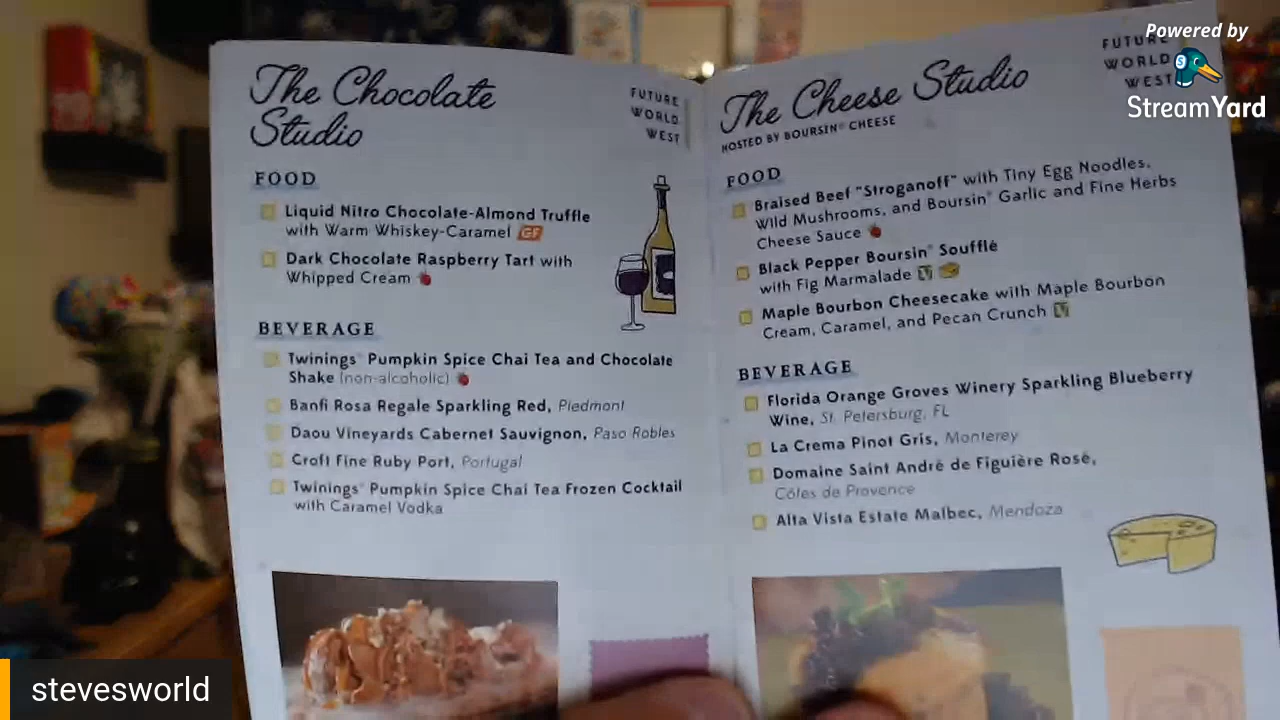 The Chocolate
Studio
FUTURE
WORLD
WEST
FOOD
Liquid Nitro Chocolate-Almond Truffle
with Warm Whiskey-Caramel GF
Dark Chocolate Raspberry Tart with
Whipped Cream
BEVERAGE
Twinings® Pumpkin Spice Chai Tea and Chocolate
Shake (non-alcoholic)
Banfi Rosa Regale Sparkling Red, Piedmont
Daou Vineyards Cabernet Sauvignon, Paso Robles
Croft Fine Ruby Port, Portugal
Twinings® Pumpkin Spice Chai Tea Frozen Cocktail
with Caramel Vodka
The Cheese Studio
HOSTED BY BOURSIN® CHEESE
FUTURE
WORLD
WEST
FOOD
Braised Beef "Stroganoff" with Tiny Egg Noodles,
Wild Mushrooms, and Boursin® Garlic and Fine Herbs
Cheese Sauce
Black Pepper Boursin® Soufflé
with Fig Marmalade V
Maple Bourbon Cheesecake with Maple Bourbon
Cream, Caramel, and Pecan Crunch V
BEVERAGE
Florida Orange Groves Winery Sparkling Blueberry
Wine, St. Petersburg, FL
La Crema Pinot Gris, Monterey
Domaine Saint André de Figuière Rosé,
Côtes de Provence
Alta Vista Estate Malbec, Mendoza
Powered by
StreamYard
stevesworld